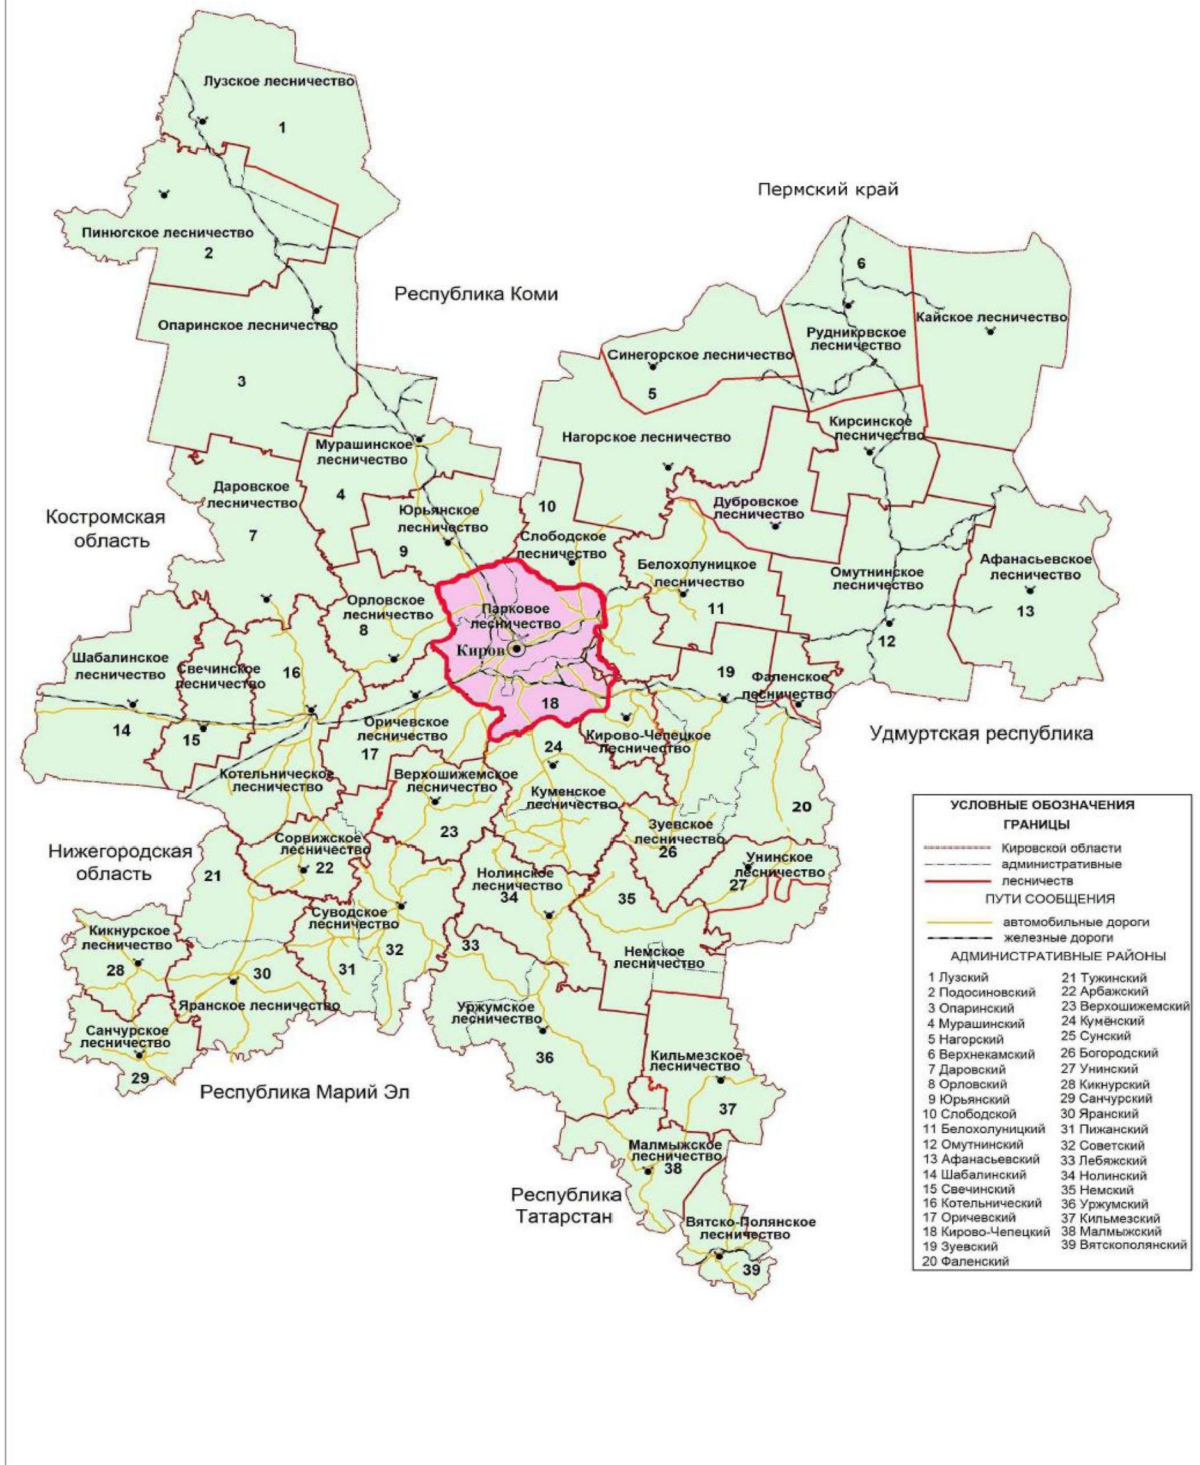 Лузское лесничество
1
Пермский край
Пинюгское лесничество
2
6
Республика Коми
Опаринское лесничество
Кайское лесничество
Рудниковское
лесничество
Синегорское лесничество
3
5
Кирсинское
лесничество
Нагорское лесничество
Мурашинское
лесничество
Даровское
лесничество
4
10
Дубровское
лесничество
Юрьянское
лесничество
Костромская
область
7
9
Слободское
лесничество
Белохолуницкое
лесничество
Афанасьевское
лесничество
Омутнинское
лесничество
Орловское
лесничество
8
Парковое
лесничество
11
13
12
Киров
Шабалинское
лесничество
Свечинское
лесничество
16
19
Фаленское
лесничество
18
14
15
Оричевское
лесничество
17
Кирово-Чепецкое
лесничество
24
Удмуртская республика
Котельническое
лесничество
Верхошижемское
лесничество
Куменское
лесничество
20
23
Зуевское
лесничество
26
Сорвижское
лесничество
22
Нижегородская
область
21
Унинское
лесничество
27
Нолинское
лесничество
34
35
Суводское
лесничество
32
31
Кикнурское
лесничество
28
33
Немское
лесничество
30
Яранское лесничество
Уржумское
лесничество
36
Санчурское
лесничество
29
Кильмезское
лесничество
37
Республика Марий Эл
Малмыжское
лесничество
38
Республика
Татарстан
Вятско-Полянское
лесничество
39
УСЛОВНЫЕ ОБОЗНАЧЕНИЯ
ГРАНИЦЫ
Кировской области
административные
лесничеств
ПУТИ СООБЩЕНИЯ
автомобильные дороги
железные дороги
АДМИНИСТРАТИВНЫЕ РАЙОНЫ
1 Лузский
2 Подосиновский
3 Опаринский
4 Мурашинский
5 Нагорский
6 Верхнекамский
7 Даровский
8 Орловский
9 Юрьянский
10 Слободской
11 Белохолуницкий
12 Омутнинский
13 Афанасьевский
14 Шабалинский
15 Свечинский
16 Котельнический
17 Оричевский
18 Кирово-Чепецкий
19 Зуевский
20 Фаленский
21 Тужинский
22 Арбажский
23 Верхошижемский
24 Кумёнский
25 Сунский
26 Богородский
27 Унинский
28 Кикнурский
29 Санчурский
30 Яранский
31 Пижанский
32 Советский
33 Лебяжский
34 Нолинский
35 Немский
36 Уржумский
37 Кильмезский
38 Малмыжский
39 Вятскополянский